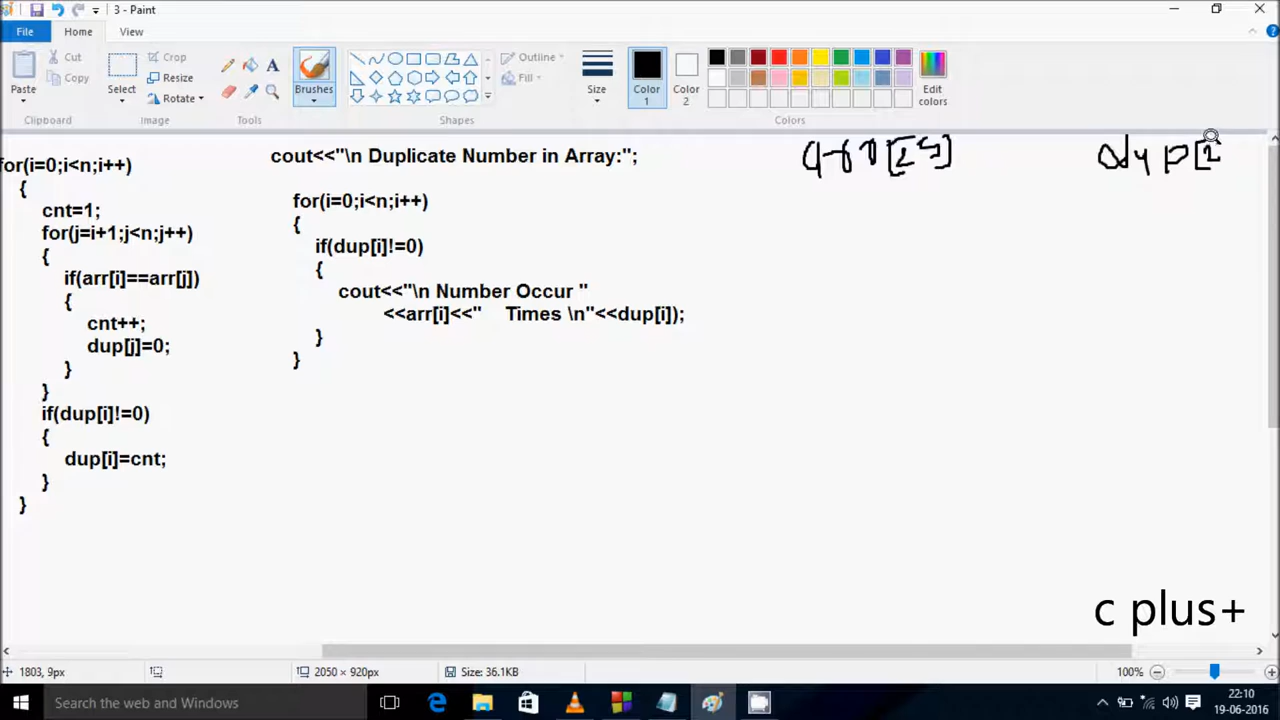 3 - Paint
File Home View
Paste
Cut
Copy
Clipboard
Select
Crop
Resize
Rotate
Image
Tools
Brushes
Shapes
Outline
Fill
Size
Color 1
Color 2
Edit colors
Colors
for(i=0;i<n;i++)
{
cnt=1;
for(j=i+1;j<n;j++)
{
if(arr[i]==arr[j])
{
cnt++;
dup[j]=0;
}
}
if(dup[i]!=0)
{
dup[i]=cnt;
}
}
cout<<"\n Duplicate Number in Array:";
for(i=0;i<n;i++)
{
if(dup[i]!=0)
{
cout<<"\n Number Occur "
<<arr[i]<<" Times \n"<<dup[i]);
}
}
arr[25]
dup[2
c plus+
1803, 9px
2050 × 920px
Size: 36.1KB
100%
Search the web and Windows
22:10
19-06-2016